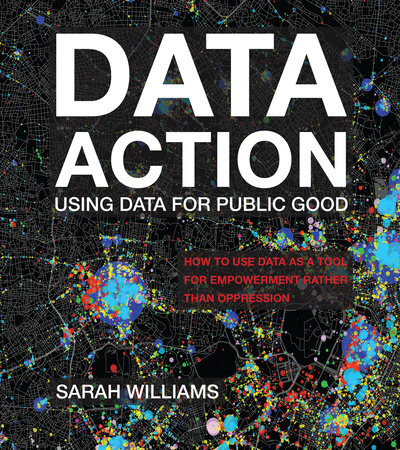 DATA
ACTION
USING DATA FOR PUBLIC GOOD
HOW TO USE DATA AS A TOOL
FOR EMPOWERMENT RATHER
THAN OPPRESSION
SARAH WILLIAMS